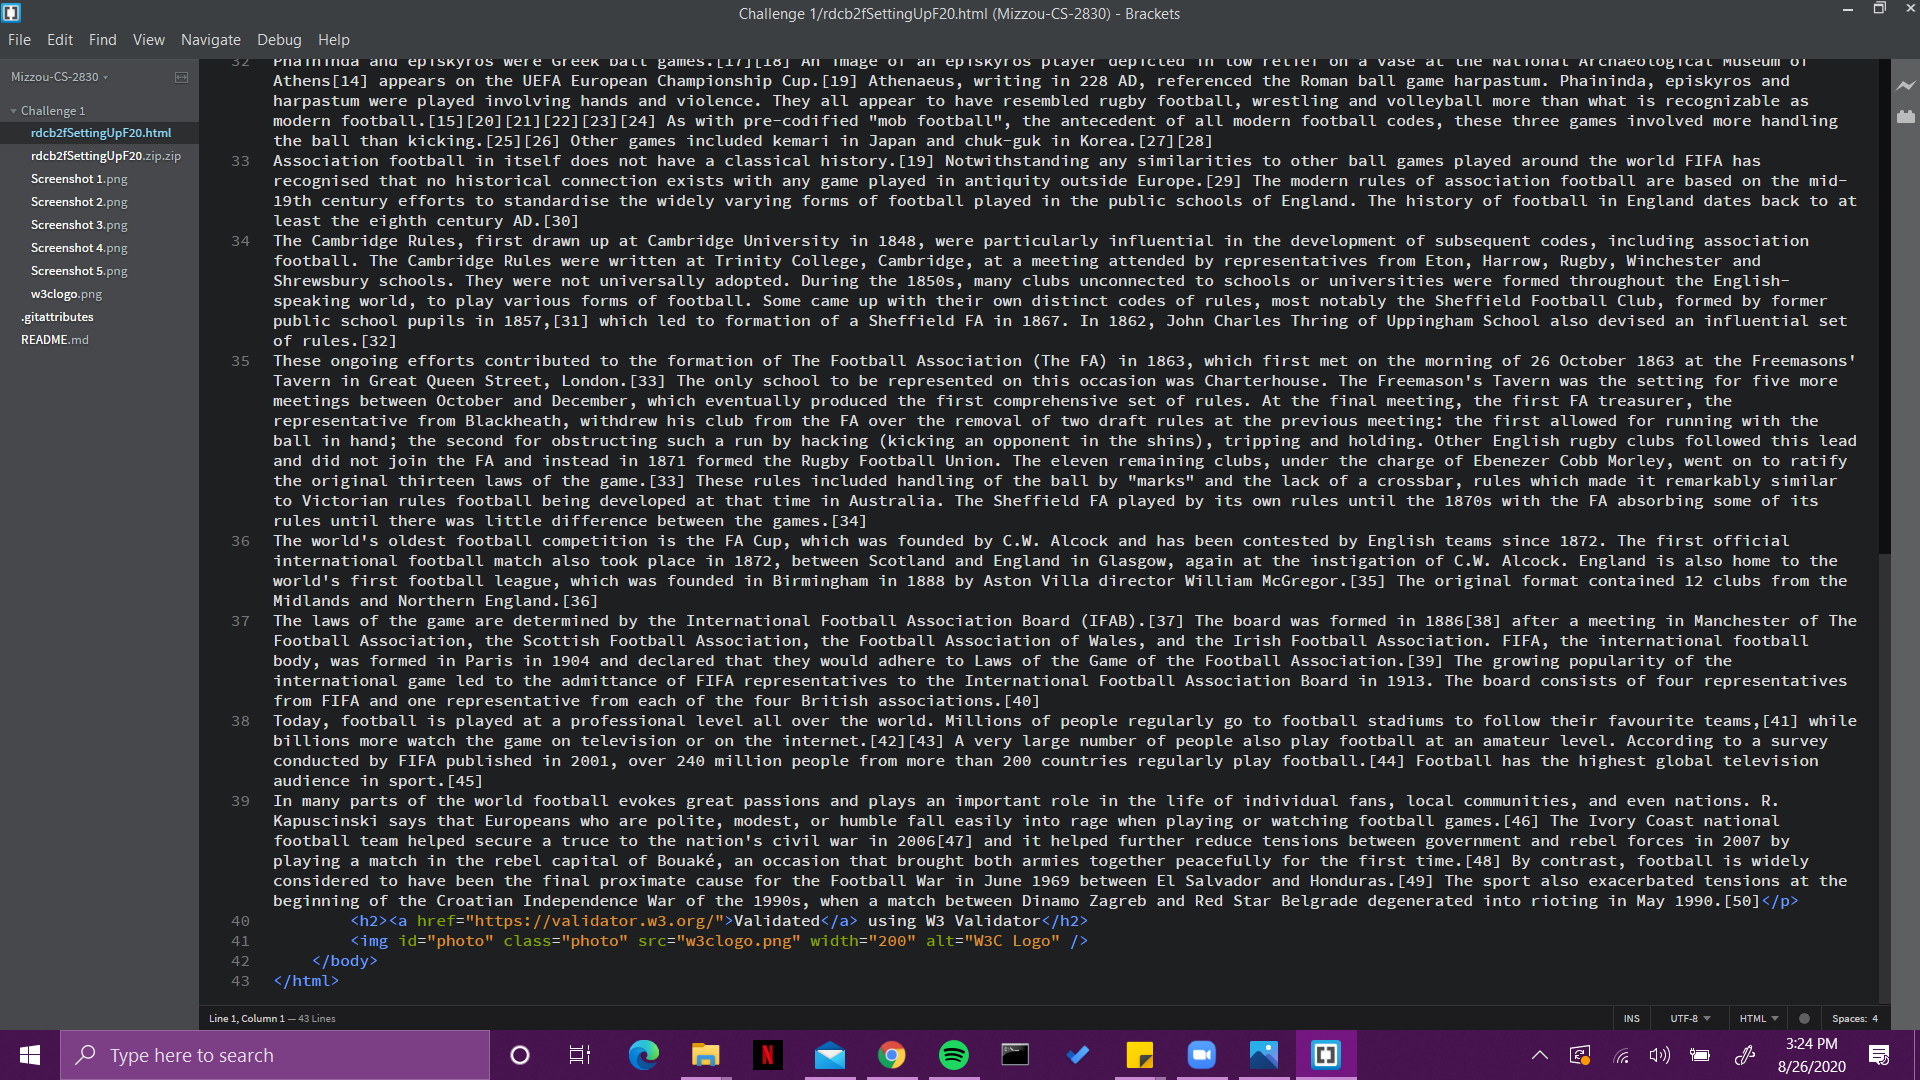 Challenge 1/rdcb2fSettingUpF20.html (Mizzou-CS-2830) - Brackets
File Edit Find View Navigate Debug Help
Mizzou-CS-2830
Challenge 1
rdcb2fSettingUpF20.html
rdcb2fSettingUpF20.zip.zip
Screenshot 1.png
Screenshot 2.png
Screenshot 3.png
Screenshot 4.png
Screenshot 5.png
w3clogo.png
.gitattributes
README.md
32 Phaininda and episkyros were Greek ball games.[17][18] An image of an episkyros player depicted in low relief on a vase at the National Archaeological Museum of
Athens[14] appears on the UEFA European Championship Cup.[19] Athenaeus, writing in 228 AD, referenced the Roman ball game harpastum. Phaininda, episkyros and
harpastum were played involving hands and violence. They all appear to have resembled rugby football, wrestling and volleyball more than what is recognizable as
modern football.[15][20][21][22][23][24] As with pre-codified "mob football", the antecedent of all modern football codes, these three games involved more handling
the ball than kicking.[25][26] Other games included kemari in Japan and chuk-guk in Korea.[27][28]
33 Association football in itself does not have a classical history.[19] Notwithstanding any similarities to other ball games played around the world FIFA has
recognised that no historical connection exists with any game played in antiquity outside Europe.[29] The modern rules of association football are based on the mid-
19th century efforts to standardise the widely varying forms of football played in the public schools of England. The history of football in England dates back to at
least the eighth century AD.[30]
34 The Cambridge Rules, first drawn up at Cambridge University in 1848, were particularly influential in the development of subsequent codes, including association
football. The Cambridge Rules were written at Trinity College, Cambridge, at a meeting attended by representatives from Eton, Harrow, Rugby, Winchester and
Shrewsbury schools. They were not universally adopted. During the 1850s, many clubs unconnected to schools or universities were formed throughout the English-
speaking world, to play various forms of football. Some came up with their own distinct codes of rules, most notably the Sheffield Football Club, formed by former
public school pupils in 1857,[31] which led to formation of a Sheffield FA in 1867. In 1862, John Charles Thring of Uppingham School also devised an influential set
of rules.[32]
35 These ongoing efforts contributed to the formation of The Football Association (The FA) in 1863, which first met on the morning of 26 October 1863 at the Freemasons'
Tavern in Great Queen Street, London.[33] The only school to be represented on this occasion was Charterhouse. The Freemason's Tavern was the setting for five more
meetings between October and December, which eventually produced the first comprehensive set of rules. At the final meeting, the first FA treasurer, the
representative from Blackheath, withdrew his club from the FA over the removal of two draft rules at the previous meeting: the first allowed for running with the
ball in hand; the second for obstructing such a run by hacking (kicking an opponent in the shins), tripping and holding. Other English rugby clubs followed this lead
and did not join the FA and instead in 1871 formed the Rugby Football Union. The eleven remaining clubs, under the charge of Ebenezer Cobb Morley, went on to ratify
the original thirteen laws of the game.[33] These rules included handling of the ball by "marks" and the lack of a crossbar, rules which made it remarkably similar
to Victorian rules football being developed at that time in Australia. The Sheffield FA played by its own rules until the 1870s with the FA absorbing some of its
rules until there was little difference between the games.[34]
36 The world's oldest football competition is the FA Cup, which was founded by C.W. Alcock and has been contested by English teams since 1872. The first official
international football match also took place in 1872, between Scotland and England in Glasgow, again at the instigation of C.W. Alcock. England is also home to the
world's first football league, which was founded in Birmingham in 1888 by Aston Villa director William McGregor.[35] The original format contained 12 clubs from the
Midlands and Northern England.[36]
37 The laws of the game are determined by the International Football Association Board (IFAB).[37] The board was formed in 1886[38] after a meeting in Manchester of The
Football Association, the Scottish Football Association, the Football Association of Wales, and the Irish Football Association. FIFA, the international football
body, was formed in Paris in 1904 and declared that they would adhere to Laws of the Game of the Football Association.[39] The growing popularity of the
international game led to the admittance of FIFA representatives to the International Football Association Board in 1913. The board consists of four representatives
from FIFA and one representative from each of the four British associations.[40]
38 Today, football is played at a professional level all over the world. Millions of people regularly go to football stadiums to follow their favourite teams,[41] while
billions more watch the game on television or on the internet.[42][43] A very large number of people also play football at an amateur level. According to a survey
conducted by FIFA published in 2001, over 240 million people from more than 200 countries regularly play football.[44] Football has the highest global television
audience in sport.[45]
39 In many parts of the world football evokes great passions and plays an important role in the life of individual fans, local communities, and even nations. R.
Kapuscinski says that Europeans who are polite, modest, or humble fall easily into rage when playing or watching football games.[46] The Ivory Coast national
football team helped secure a truce to the nation's civil war in 2006[47] and it helped further reduce tensions between government and rebel forces in 2007 by
playing a match in the rebel capital of Bouaké, an occasion that brought both armies together peacefully for the first time.[48] By contrast, football is widely
considered to have been the final proximate cause for the Football War in June 1969 between El Salvador and Honduras.[49] The sport also exacerbated tensions at the
beginning of the Croatian Independence War of the 1990s, when a match between Dinamo Zagreb and Red Star Belgrade degenerated into rioting in May 1990.[50]</p>
40 <h2><a href="https://validator.w3.org/">Validated</a> using W3 Validator</h2>
41 <img id="photo" class="photo" src="w3clogo.png" width="200" alt="W3C Logo" />
42 </body>
43 </html>
Line 1, Column 1 — 43 Lines
INS UTF-8 HTML Spaces: 4
Type here to search
3:24 PM
8/26/2020